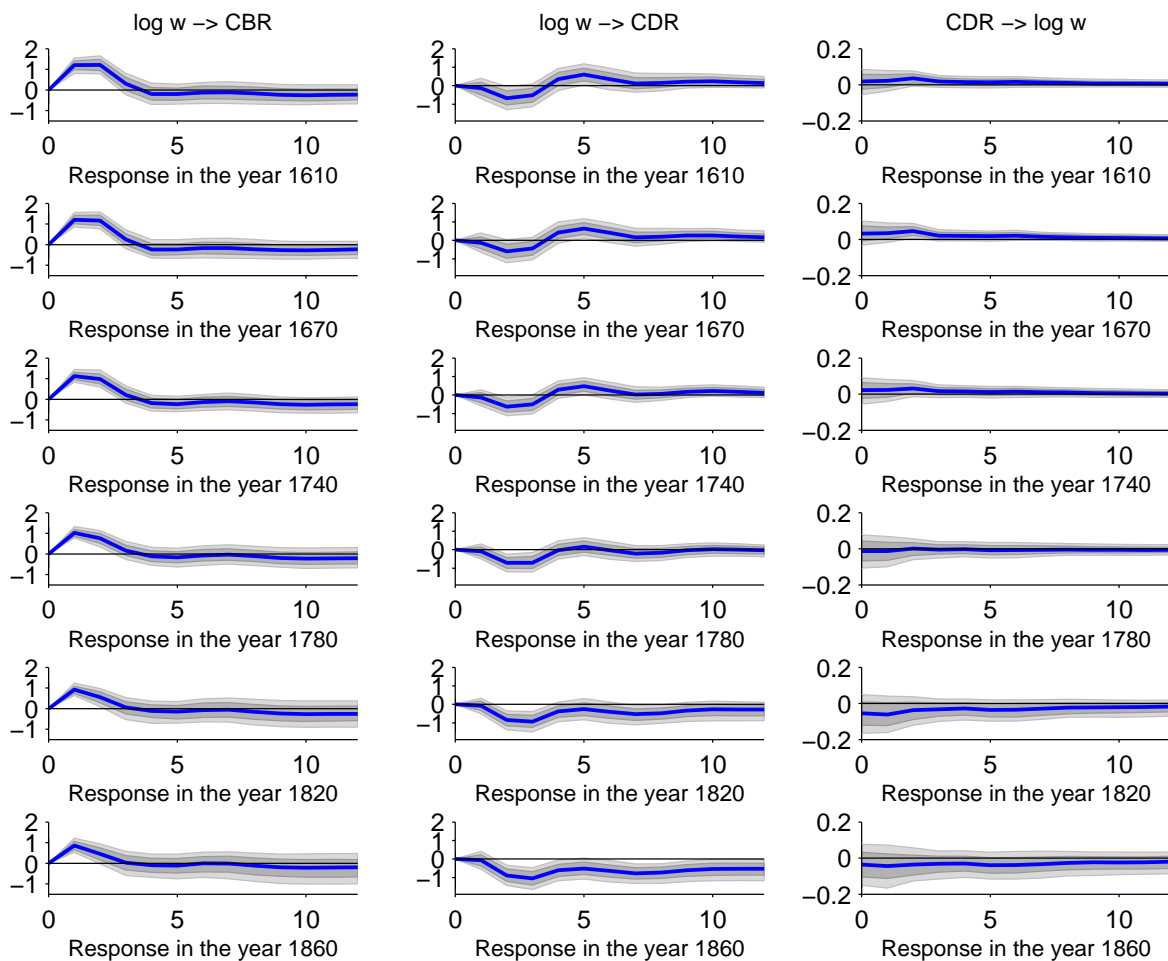 log w −> CBR log w −> CDR CDR −> log w
2 2 0.2
1 1
0 0 0
−1 −1 −0.2
0 5 10 0 5 10 0 5 10
Response in the year 1610 Response in the year 1610 Response in the year 1610
2 2 0.2
1 1
0 0 0
−1 −1 −0.2
0 5 10 0 5 10 0 5 10
Response in the year 1670 Response in the year 1670 Response in the year 1670
2 2 0.2
1 1
0 0 0
−1 −1 −0.2
0 5 10 0 5 10 0 5 10
Response in the year 1740 Response in the year 1740 Response in the year 1740
2 2 0.2
1 1
0 0 0
−1 −1 −0.2
0 5 10 0 5 10 0 5 10
Response in the year 1780 Response in the year 1780 Response in the year 1780
2 2 0.2
1 1
0 0 0
−1 −1 −0.2
0 5 10 0 5 10 0 5 10
Response in the year 1820 Response in the year 1820 Response in the year 1820
2 2 0.2
1 1
0 0 0
−1 −1 −0.2
0 5 10 0 5 10 0 5 10
Response in the year 1860 Response in the year 1860 Response in the year 1860